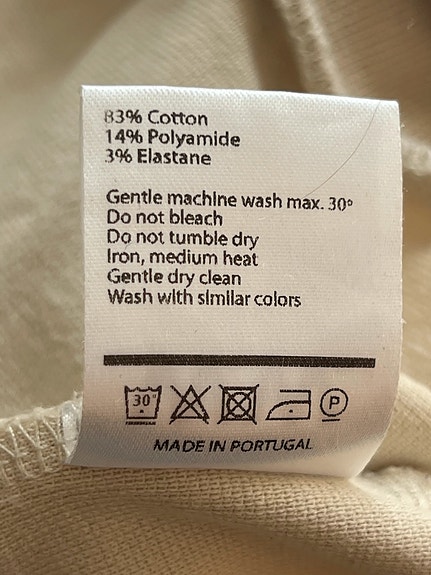 83% Cotton
14% Polyamide
3% Elastane
Gentle machine wash max. 30°
Do not bleach
Do not tumble dry
Iron, medium heat
Gentle dry clean
Wash with similar colors
30° P
MADE IN PORTUGAL